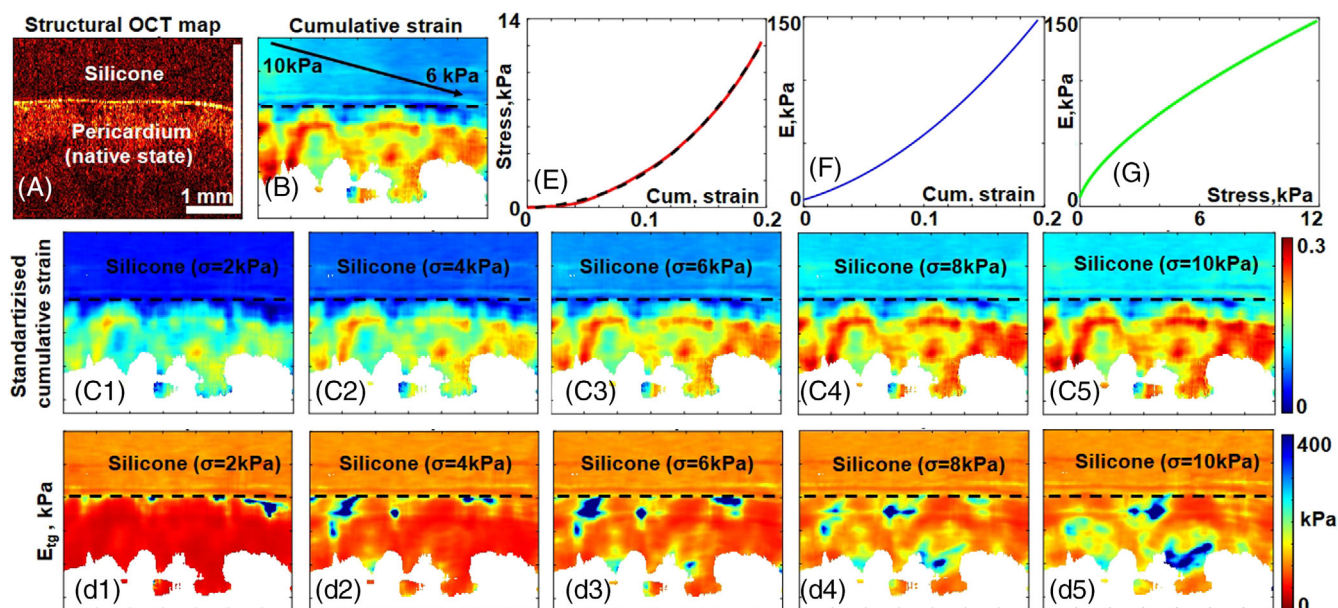 Structural OCT map
Silicone
Pericardium
(native state)
(A)
1 mm
Cumulative strain
10kPa
6 kPa
(B)
14
Stress,kPa
(E)
Cum. strain
0
0
0.1
0.2
150
E,kPa
(F)
Cum. strain
0
0
0.1
0.2
150
E,kPa
(G)
Stress,kPa
0
0
6
12
Standartizised
cumulative strain
Silicone (σ=2kPa)
(C1)
Silicone (σ=4kPa)
(C2)
Silicone (σ=6kPa)
(C3)
Silicone (σ=8kPa)
(C4)
Silicone (σ=10kPa)
(C5)
0.3
0
Etg, kPa
Silicone (σ=2kPa)
(d1)
Silicone (σ=4kPa)
(d2)
Silicone (σ=6kPa)
(d3)
Silicone (σ=8kPa)
(d4)
Silicone (σ=10kPa)
(d5)
400
kPa
0